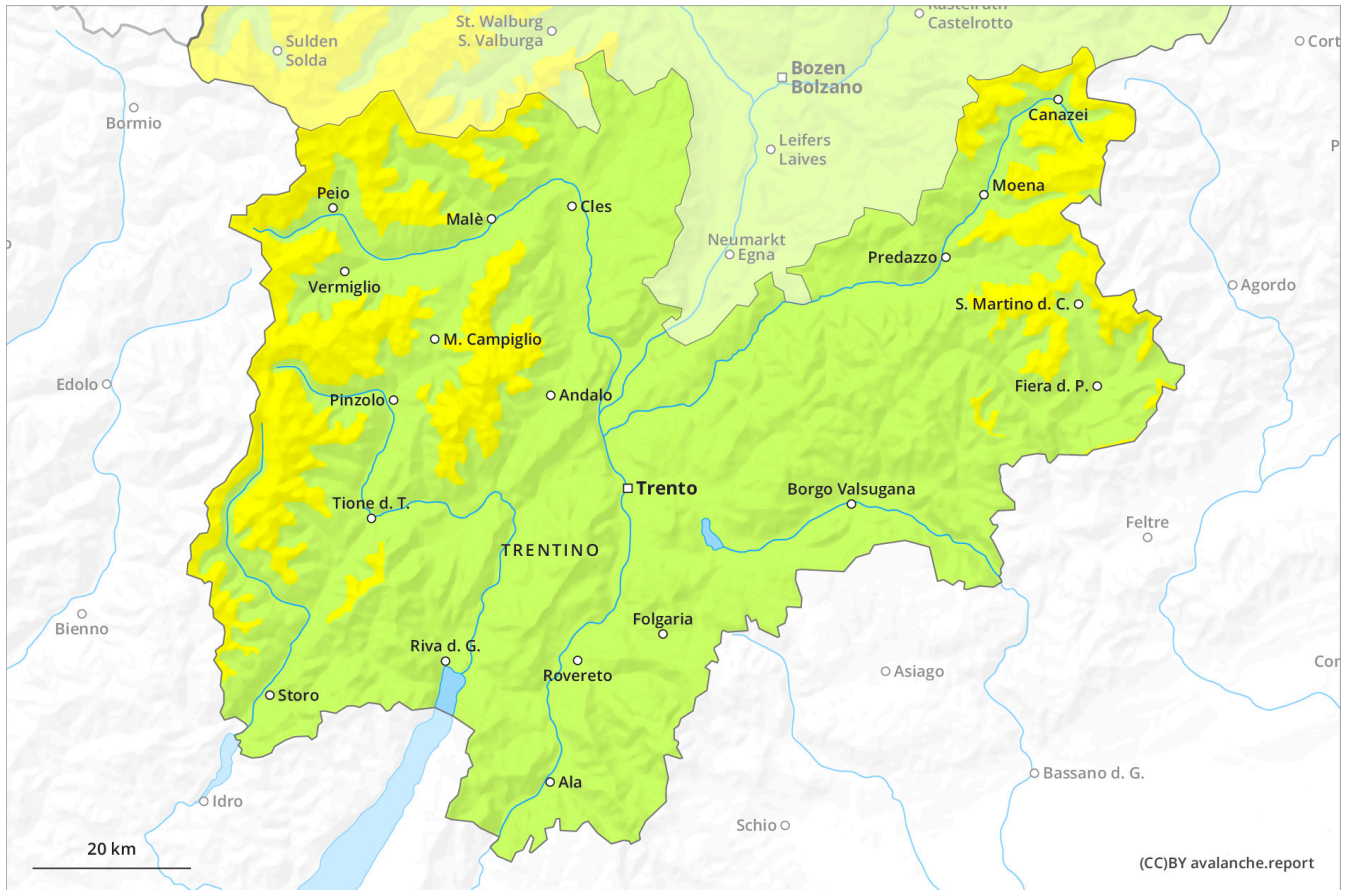 Kastelruth
Castelrotto
St. Walburg
S. Valburga
Sulden
Solda
Cort
Bozen
Bolzano
Bormio
Canazei
Leifers
Laives
P
Moena
Peio
Malè
Cles
Neumarkt
Egna
Predazzo
Vermiglio
Agordo
S. Martino d. C.
M. Campiglio
Edolo
Andalo
Fiera d. P.
Pinzolo
Trento
Borgo Valsugana
Tione d. T.
Feltre
TRENTINO
Bienno
Folgaria
Riva d. G.
Cor
Rovereto
Asiago
Storo
Ala
Bassano d. G.
Idro
Schio
20 km
(CC)BY avalanche.report